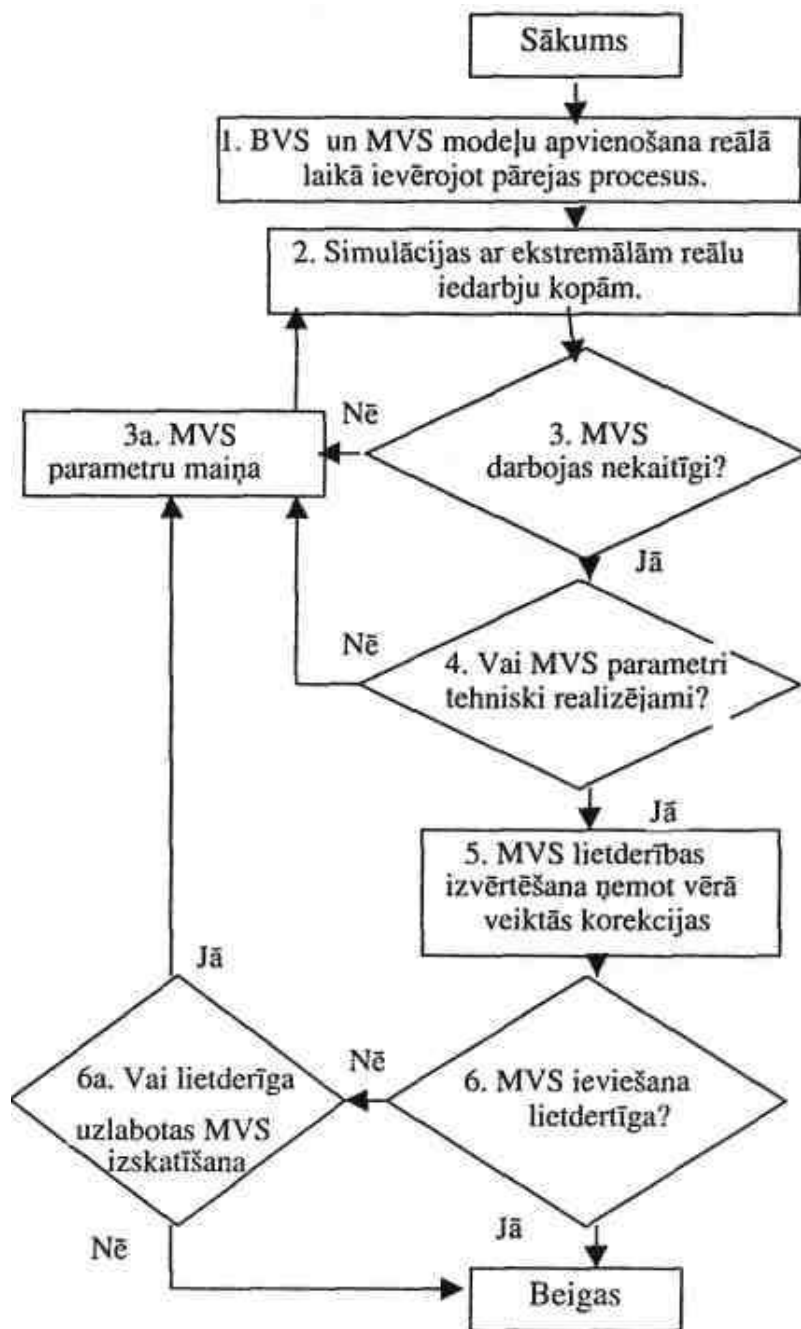 Sākums
1. BVS un MVS modeļu apvienošana reālā
laikā ievērojot pārejas procesus.
2. Simulācijas ar ekstremālām reālu
iedarbju kopām.
Nē
3a. MVS
parametru maiņa
3. MVS
darbojas nekaitīgi?
Jā
Nē
4. Vai MVS parametri
tehniski realizējami?
Jā
5. MVS lietderības
izvērtēšana ņemot vērā
veiktās korekcijas
Jā
Nē
6a. Vai lietderīga
uzlabotas MVS
izskatīšana
6. MVS ieviešana
lietdertīga?
Nē
Jā
Beigas